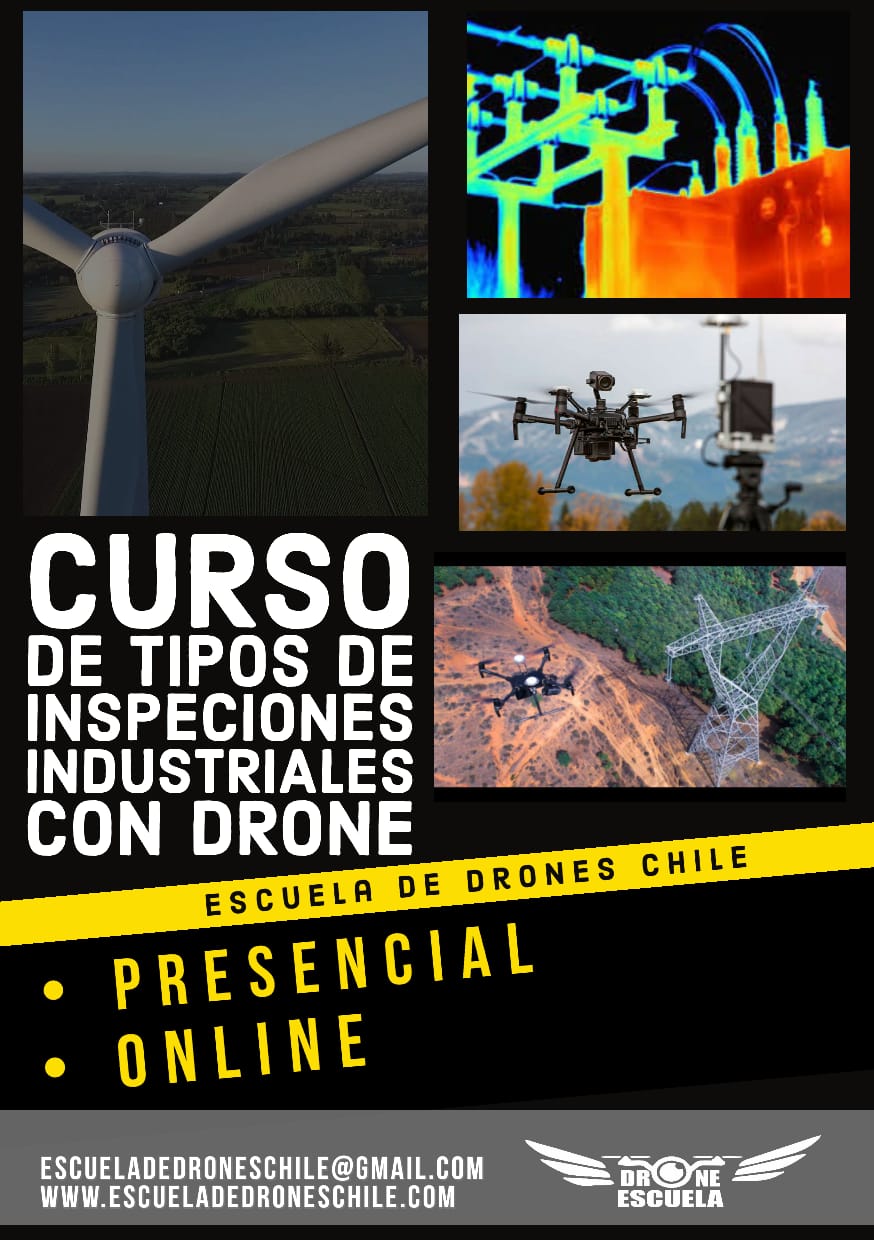 CURSO
DE TIPOS DE
INSPECIONES
INDUSTRIALES
CON DRONE
ESCUELA DE DRONES CHILE
• PRESENCIAL
• ONLINE
ESCUELADEDRONESCHILE@GMAIL.COM
WWW.ESCUELADEDRONESCHILE.COM
DRONE
ESCUELA